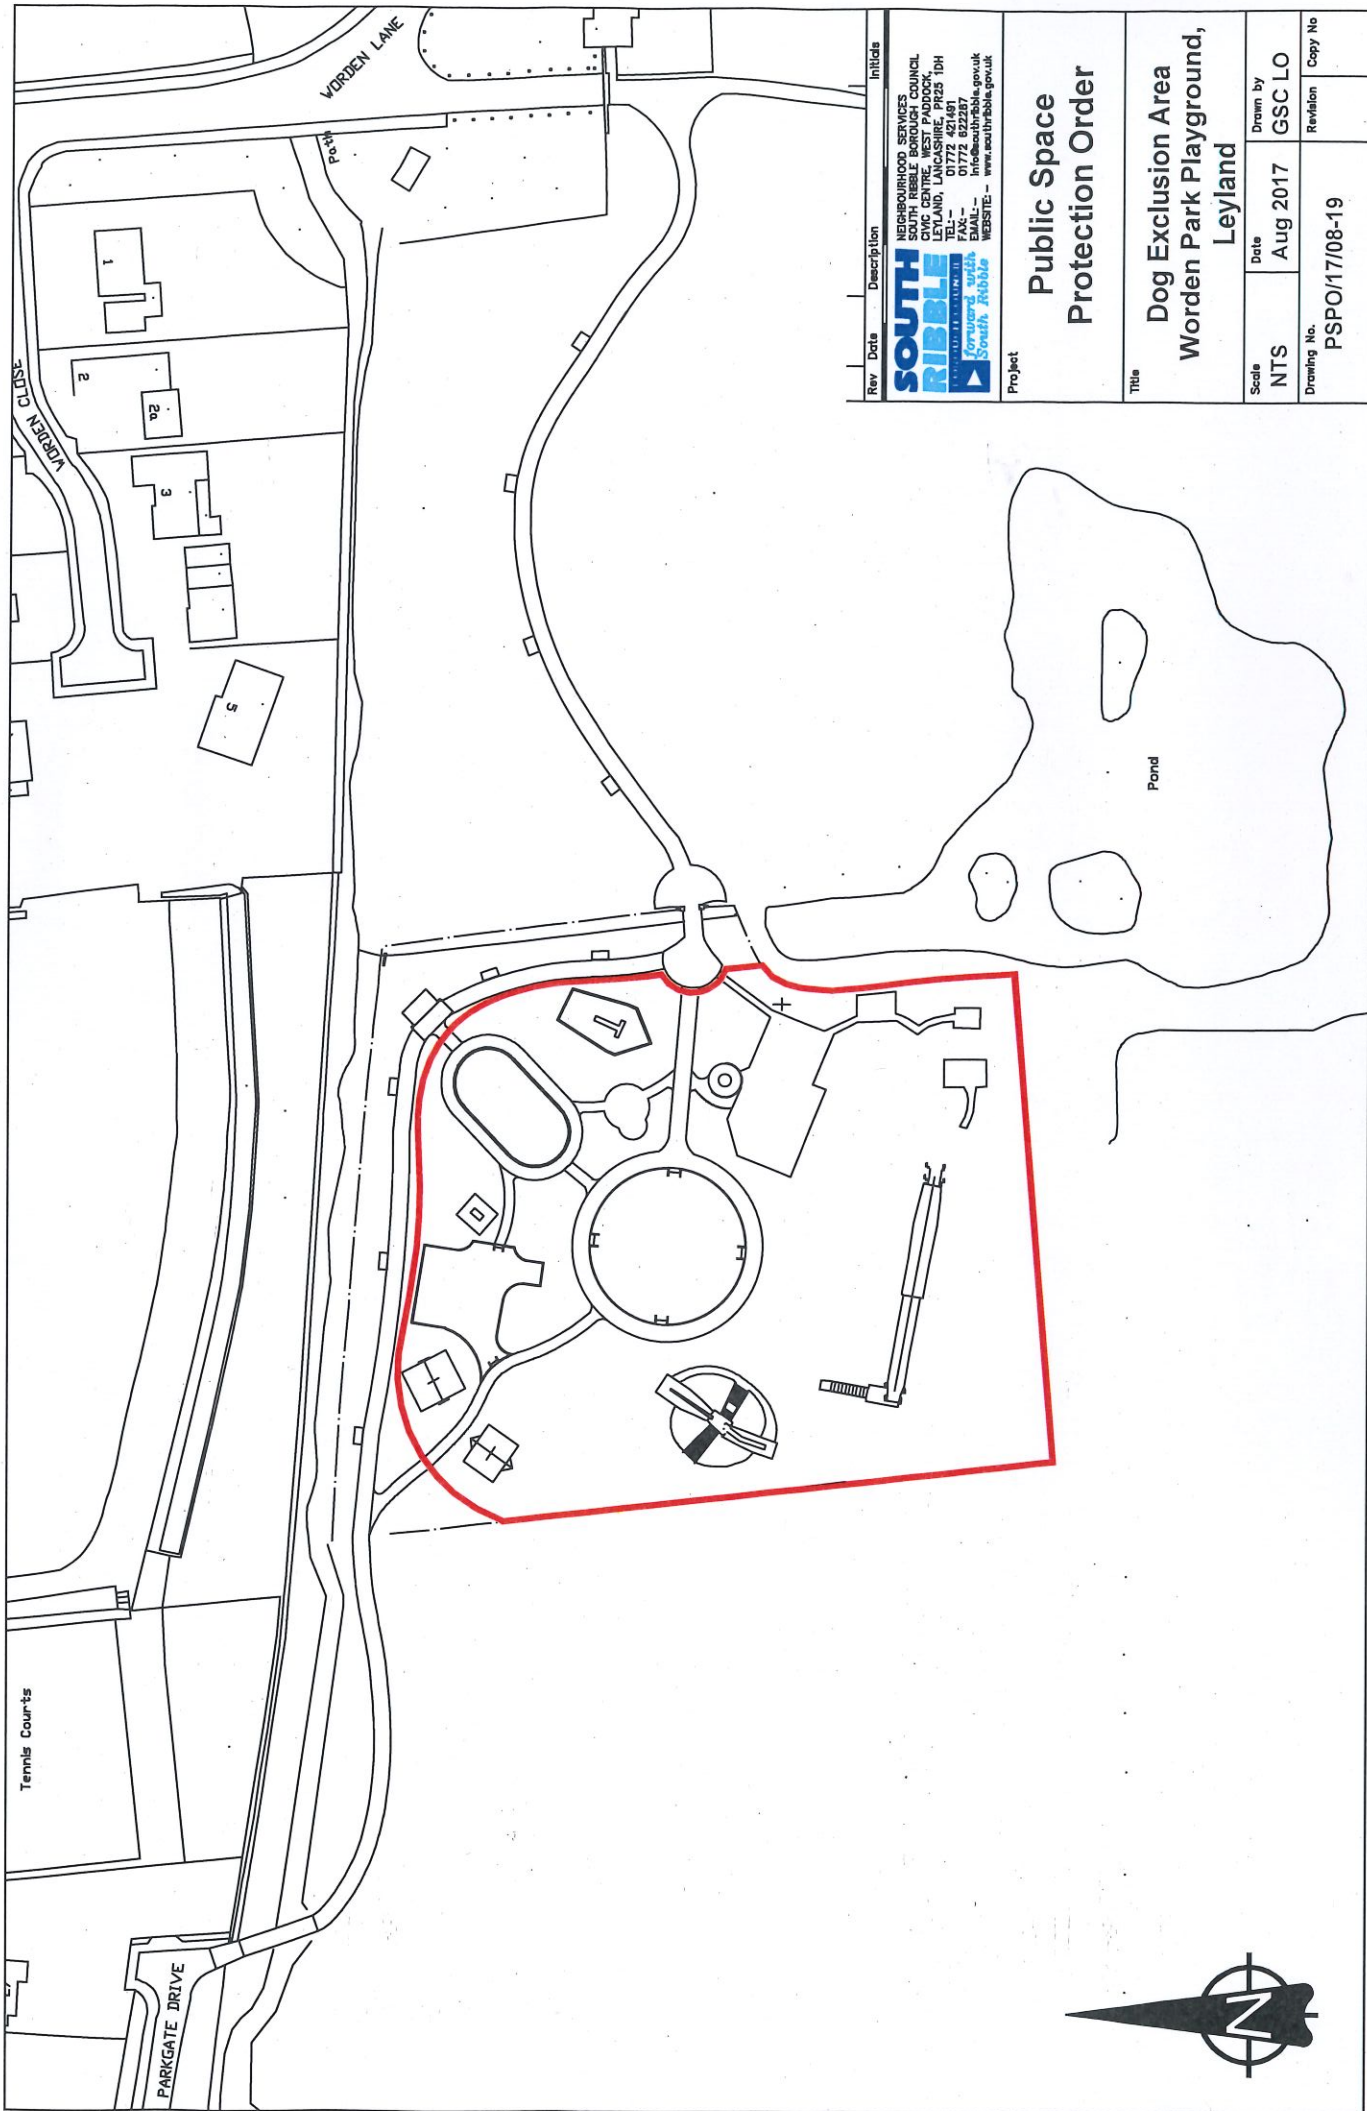 WORDEN LANE
Path
WORDEN CLOSE
1
2
2a
3
5
Tennis Courts
PARKGATE DRIVE
Pond
N
Rev Date Description Initials
SOUTH
RIBBLE
BOROUGH COUNCIL
forward with
South Ribble
NEIGHBOURHOOD SERVICES
SOUTH RIBBLE BOROUGH COUNCIL
CIVIC CENTRE, WEST PADDOCK,
LEYLAND, LANCASHIRE, PR25 1DH
TEL:- 01772 421491
FAX:- 01772 622287
EMAIL:- info@southribble.gov.uk
WEBSITE:- www.southribble.gov.uk
Project
Public Space
Protection Order
Title
Dog Exclusion Area
Worden Park Playground,
Leyland
Scale Date Drawn by
NTS Aug 2017 GSC LO
Drawing No. Revision Copy No
PSPO/17/08-19